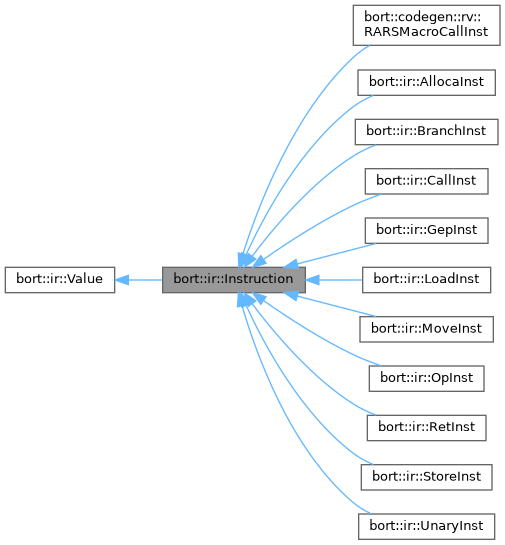 bort::codegen::rv::
RARSMacroCallInst
bort::ir::AllocaInst
bort::ir::BranchInst
bort::ir::CallInst
bort::ir::GepInst
bort::ir::Value
bort::ir::Instruction
bort::ir::LoadInst
bort::ir::MoveInst
bort::ir::OpInst
bort::ir::RetInst
bort::ir::StoreInst
bort::ir::UnaryInst